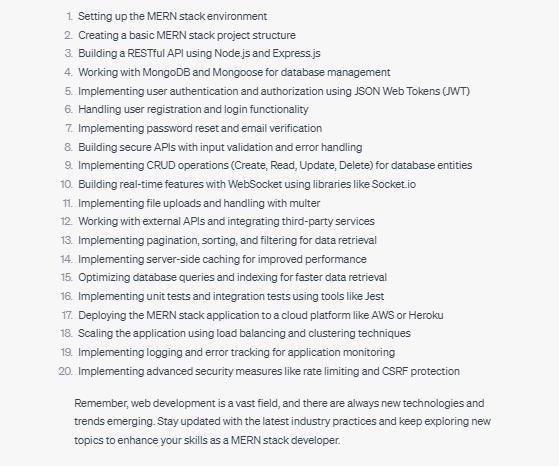 1. Setting up the MERN stack environment
2. Creating a basic MERN stack project structure
3. Building a RESTful API using Node.js and Express.js
4. Working with MongoDB and Mongoose for database management
5. Implementing user authentication and authorization using JSON Web Tokens (JWT)
6. Handling user registration and login functionality
7. Implementing password reset and email verification
8. Building secure APIs with input validation and error handling
9. Implementing CRUD operations (Create, Read, Update, Delete) for database entities
10. Building real-time features with WebSocket using libraries like Socket.io
11. Implementing file uploads and handling with multer
12. Working with external APIs and integrating third-party services
13. Implementing pagination, sorting, and filtering for data retrieval
14. Implementing server-side caching for improved performance
15. Optimizing database queries and indexing for faster data retrieval
16. Implementing unit tests and integration tests using tools like Jest
17. Deploying the MERN stack application to a cloud platform like AWS or Heroku
18. Scaling the application using load balancing and clustering techniques
19. Implementing logging and error tracking for application monitoring
20. Implementing advanced security measures like rate limiting and CSRF protection
Remember, web development is a vast field, and there are always new technologies and
trends emerging. Stay updated with the latest industry practices and keep exploring new
topics to enhance your skills as a MERN stack developer.